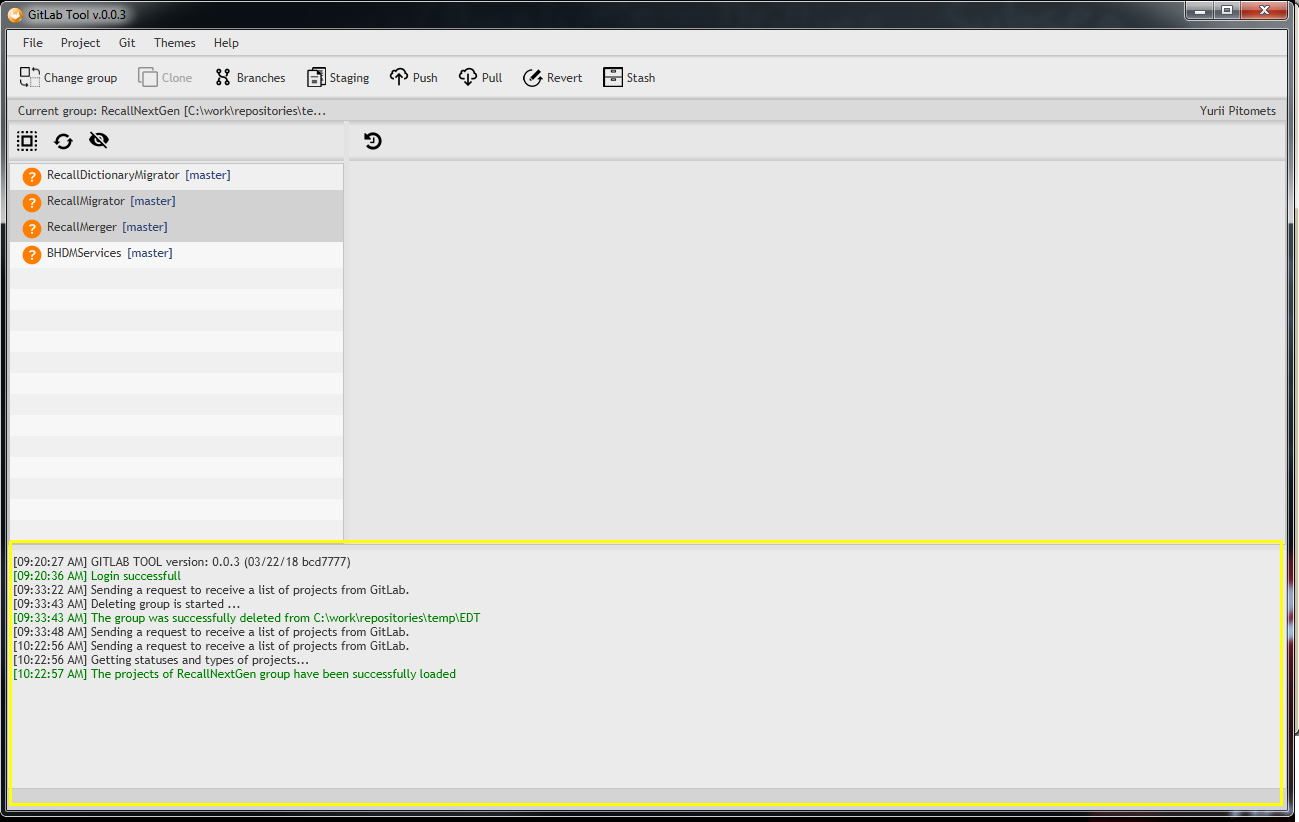 GitLab Tool v.0.0.3
File Project Git Themes Help
Change group Clone Branches Staging Push Pull Revert Stash
Current group: RecallNextGen [C:\work\repositories\te... Yurii Pitomets
? RecallDictionaryMigrator [master]
? RecallMigrator [master]
? RecallMerger [master]
? BHDMServices [master]
[09:20:27 AM] GITLAB TOOL version: 0.0.3 (03/22/18 bcd7777)
[09:20:36 AM] Login successfull
[09:33:22 AM] Sending a request to receive a list of projects from GitLab.
[09:33:43 AM] Deleting group is started ...
[09:33:43 AM] The group was successfully deleted from C:\work\repositories\temp\EDT
[09:33:48 AM] Sending a request to receive a list of projects from GitLab.
[10:22:56 AM] Sending a request to receive a list of projects from GitLab.
[10:22:56 AM] Getting statuses and types of projects...
[10:22:57 AM] The projects of RecallNextGen group have been successfully loaded